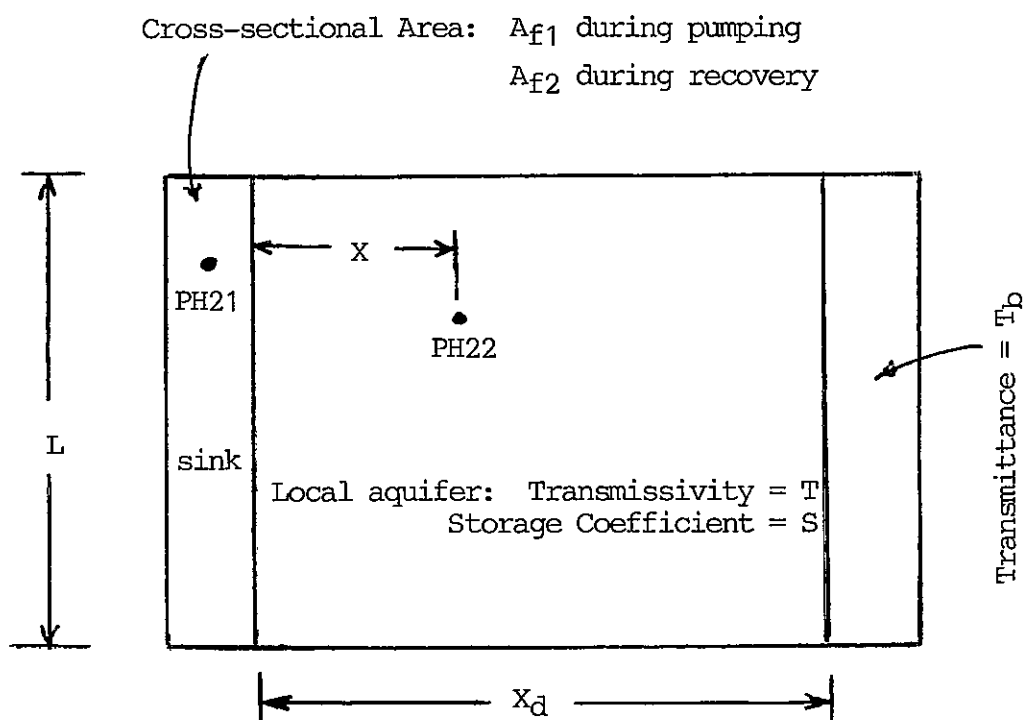 Cross-sectional Area: Af1 during pumping
Af2 during recovery
X
PH21
PH22
L
sink
Local aquifer: Transmissivity = T
Storage Coefficient = S
Transmittance = Tb
Xd